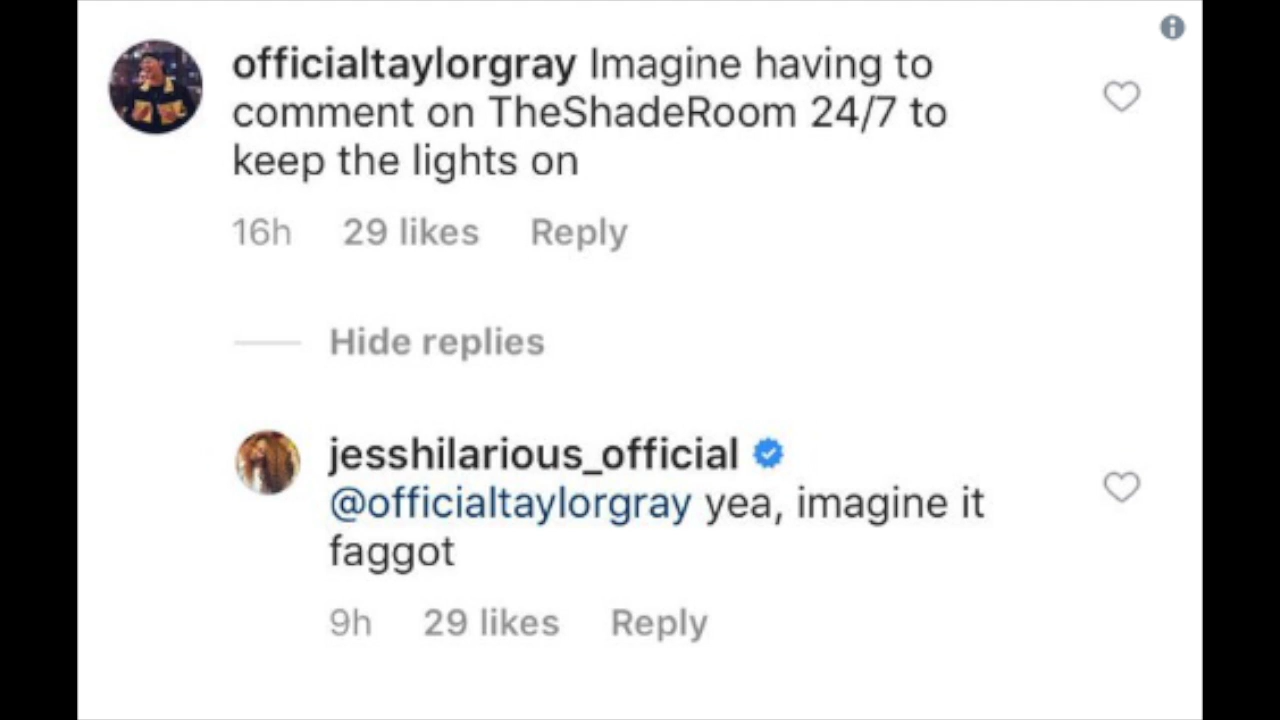 officialtaylorgray Imagine having to
comment on TheShadeRoom 24/7 to
keep the lights on
16h 29 likes Reply
Hide replies
jesshilarious_official
@officialtaylorgray yea, imagine it
faggot
9h 29 likes Reply